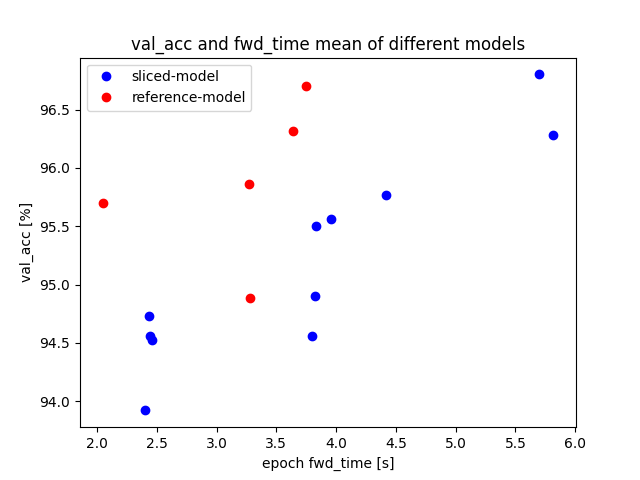 val_acc and fwd_time mean of different models
sliced-model
reference-model
val_acc [%]
96.5
96.0
95.5
95.0
94.5
94.0
2.0 2.5 3.0 3.5 4.0 4.5 5.0 5.5 6.0
epoch fwd_time [s]